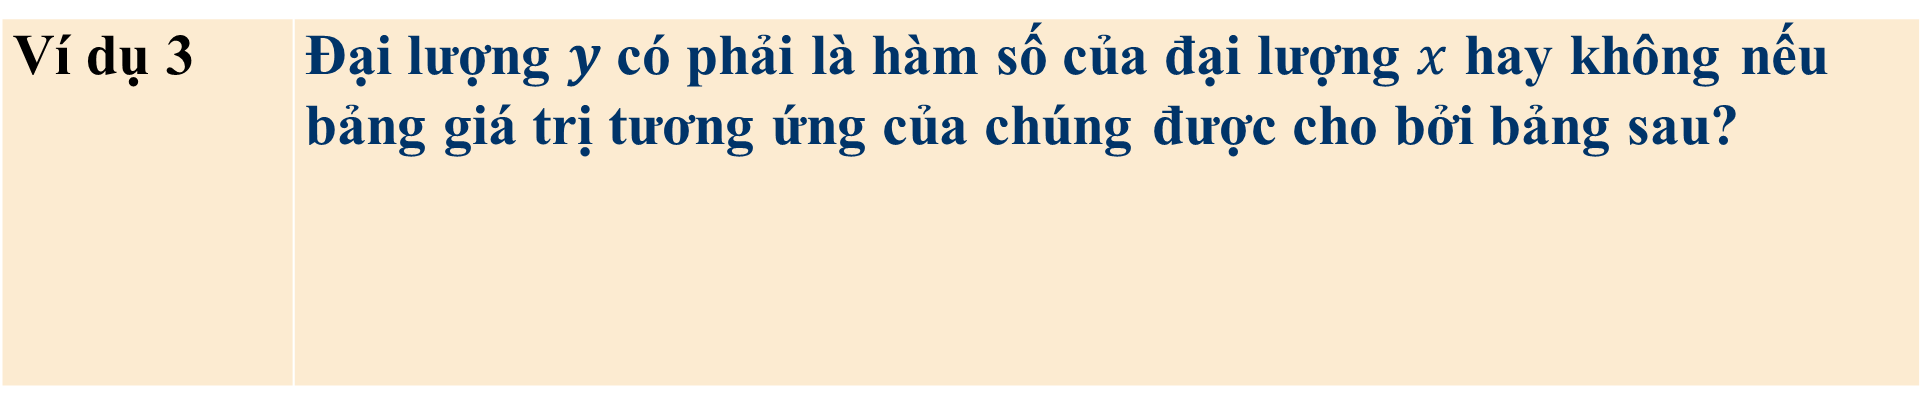 Ví dụ 3
Đại lượng y có phải là hàm số của đại lượng x hay không nếu
bảng giá trị tương ứng của chúng được cho bởi bảng sau?